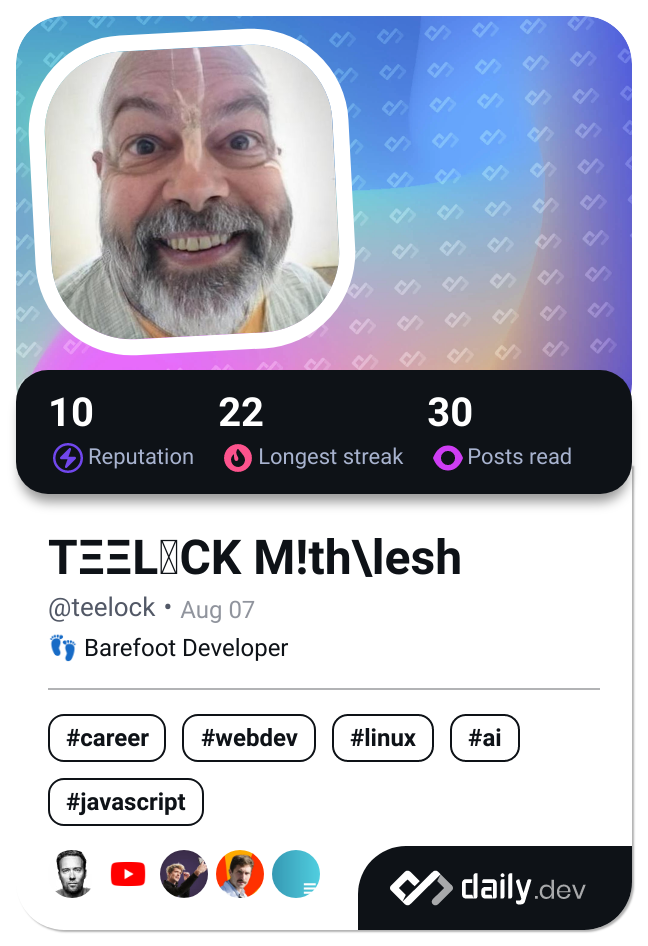 10 22 30
Reputation Longest streak Posts read
TΞΞL▯CK M!th\lesh
@teelock • Aug 07
👣 Barefoot Developer
#career #webdev #linux #ai
#javascript
daily.dev